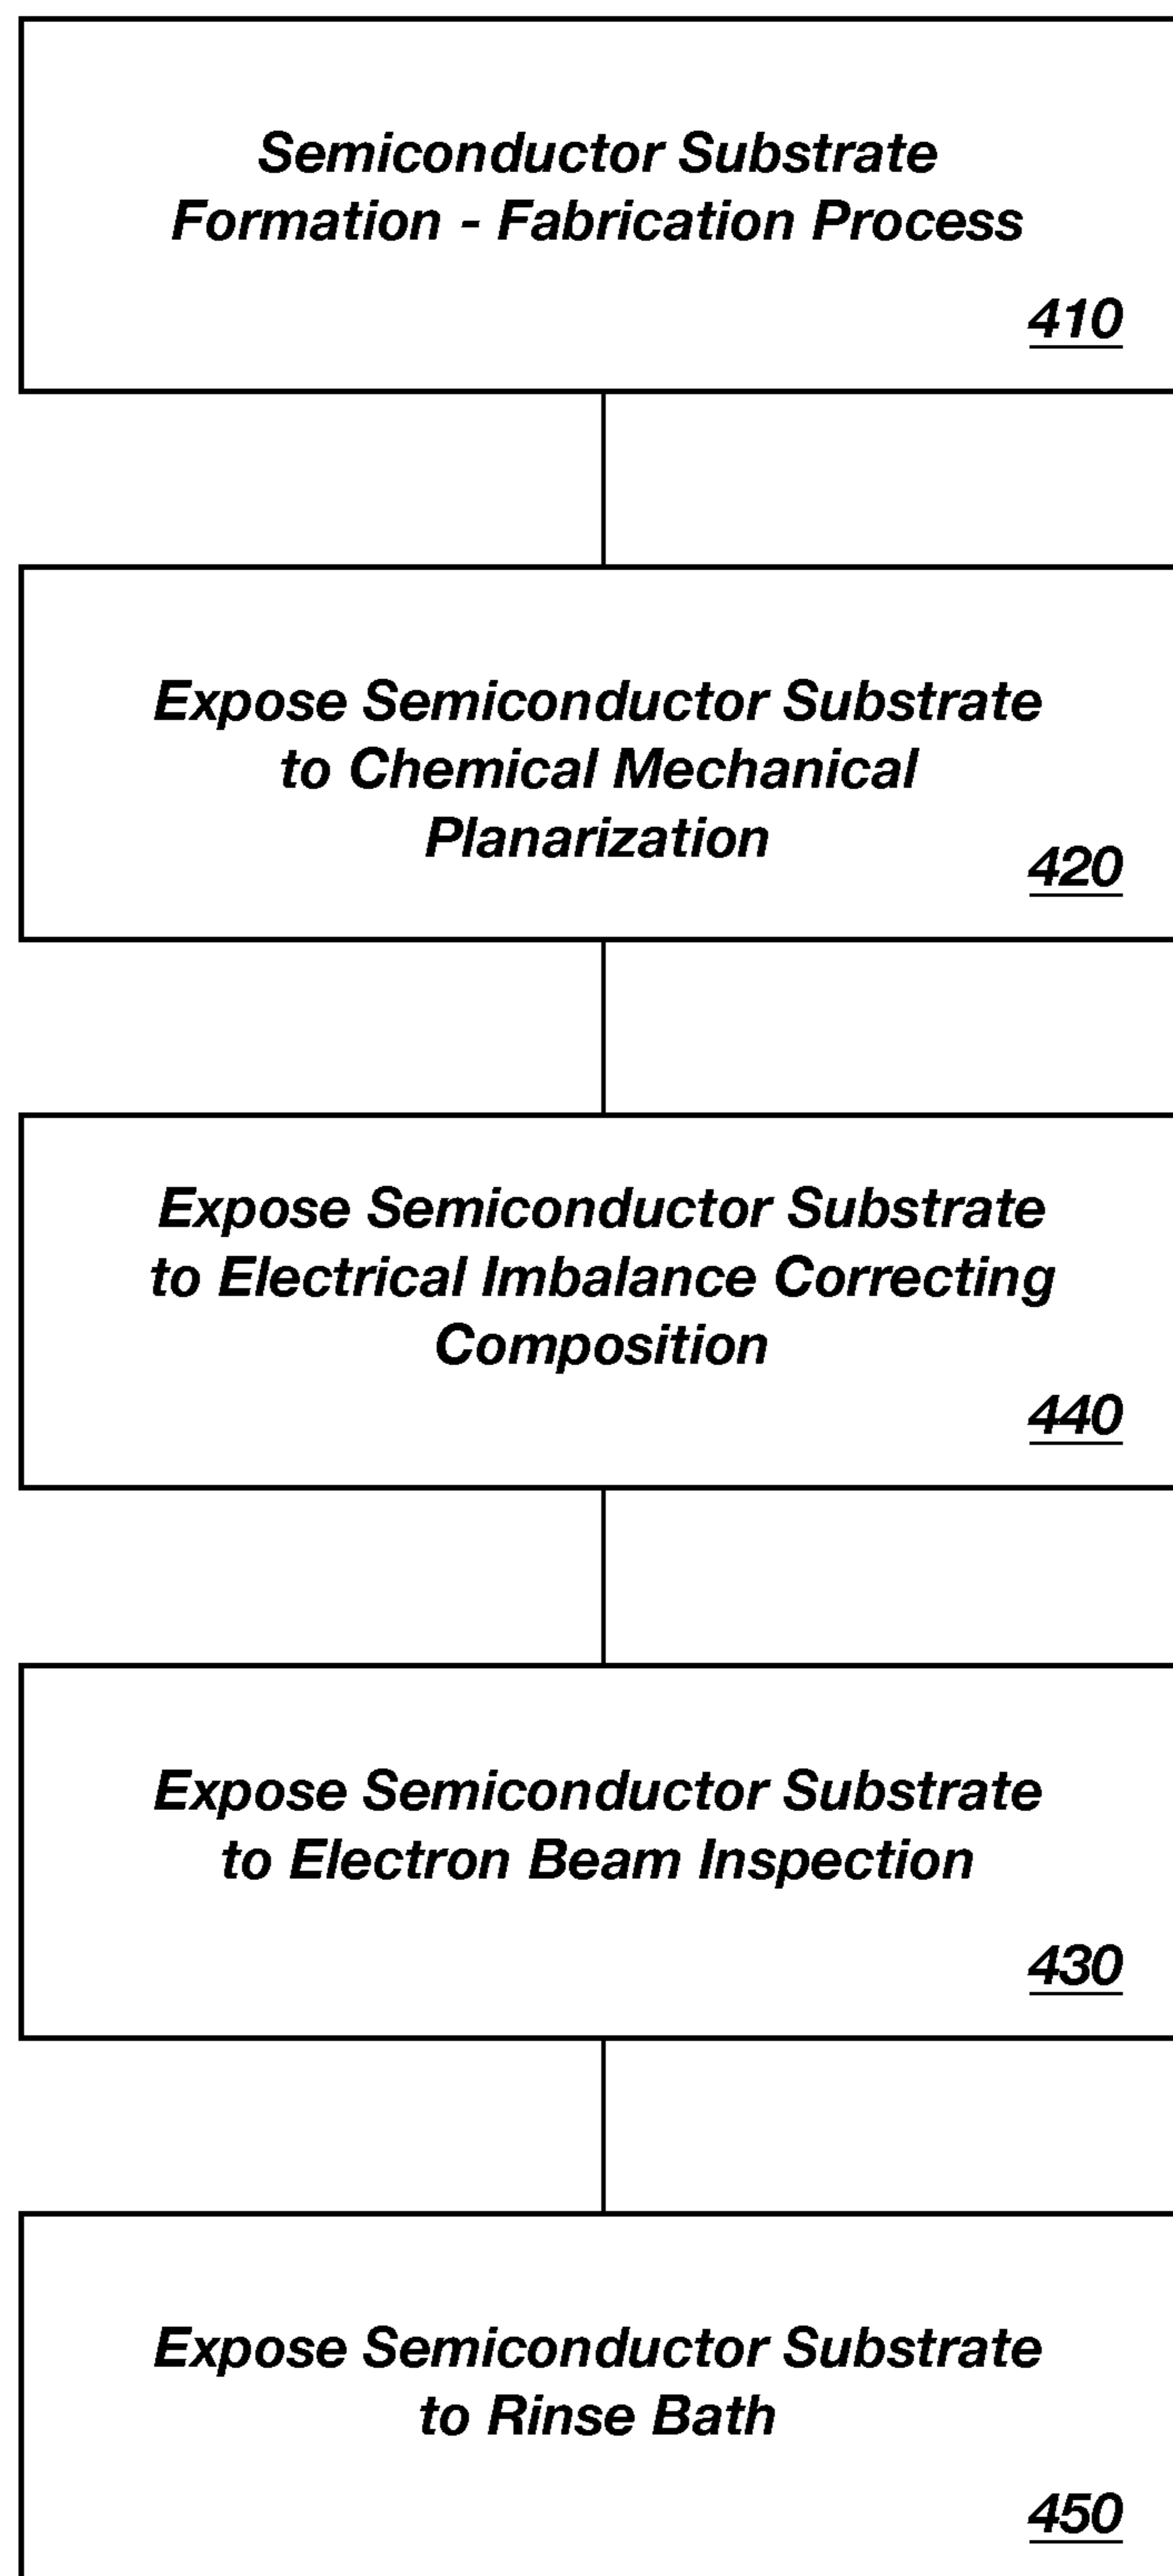 Semiconductor Substrate
Formation - Fabrication Process
410
Expose Semiconductor Substrate
to Chemical Mechanical
Planarization
420
Expose Semiconductor Substrate
to Electrical Imbalance Correcting
Composition
440
Expose Semiconductor Substrate
to Electron Beam Inspection
430
Expose Semiconductor Substrate
to Rinse Bath
450